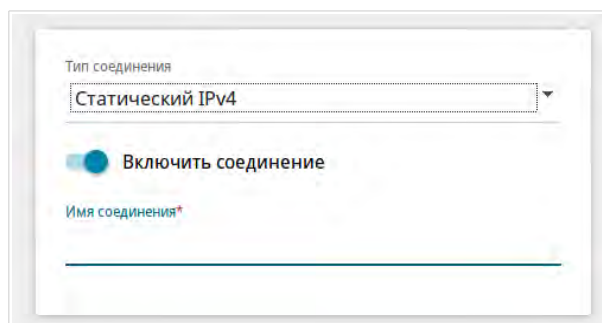 Тип соединения
Статический IPv4
Включить соединение
Имя соединения*